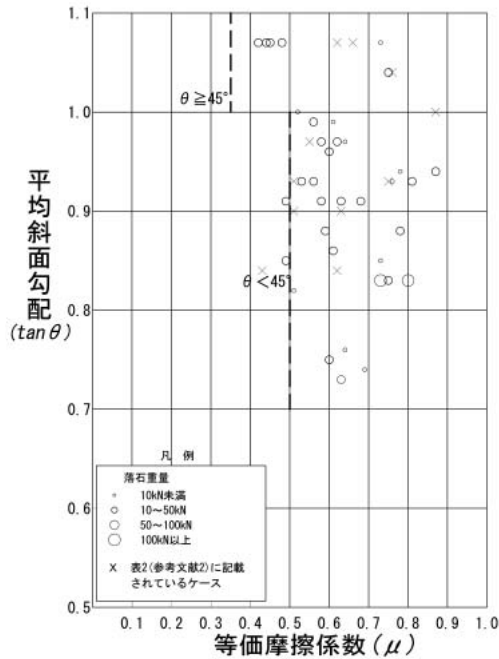 1.1
θ≧45°
1.0
平均斜面勾配
(tanθ)
0.9
θ<45°
0.8
0.7
凡 例
落石重量
10kN未満
10～50kN
50～100kN
100kN以上
× 表2(参考文献2)に記載
されているケース
0.6
0.5
0.1 0.2 0.3 0.4 0.5 0.6 0.7 0.8 0.9 1.0
等価摩擦係数(μ)